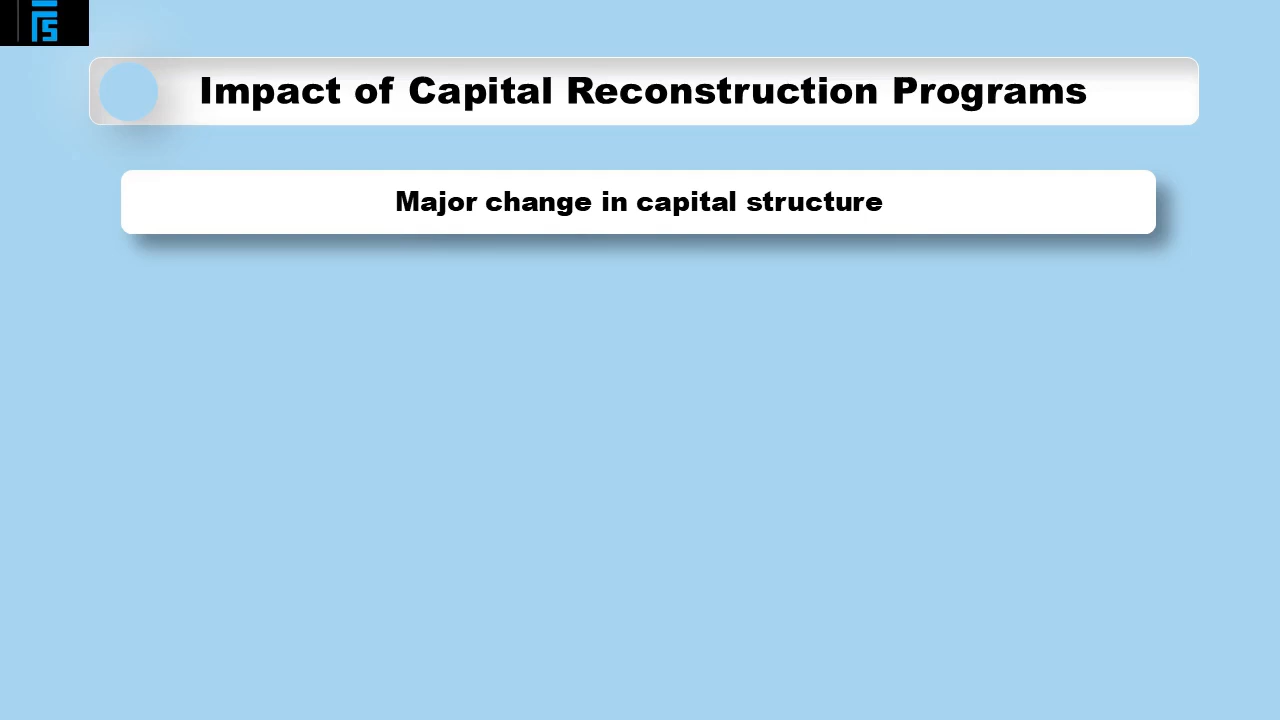 Impact of Capital Reconstruction Programs
Major change in capital structure